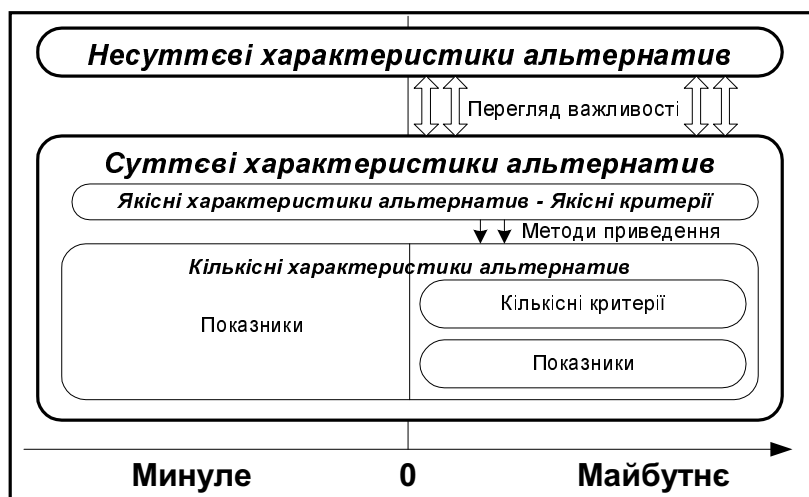 Несуттєві характеристики альтернатив
Перегляд важливості
Суттєві характеристики альтернатив
Якісні характеристики альтернатив - Якісні критерії
Методи приведення
Кількісні характеристики альтернатив
Показники
Кількісні критерії
Показники
Минуле 0 Майбутнє